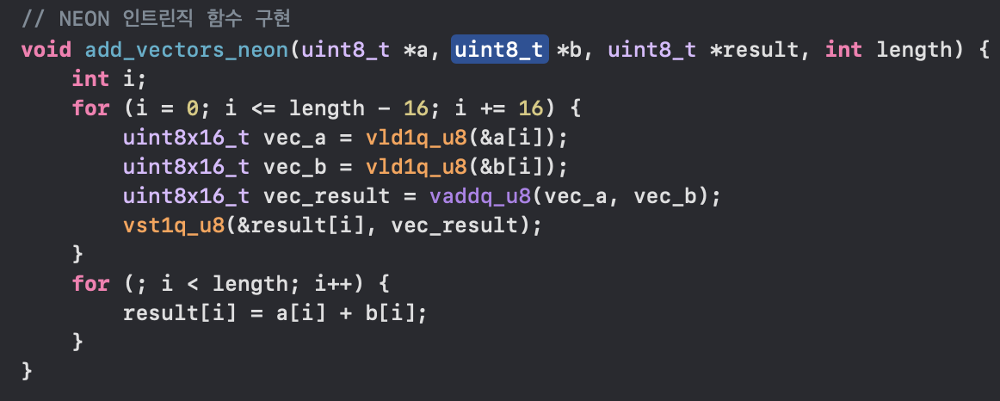 // NEON 인트린직 함수 구현
void add_vectors_neon(uint8_t *a, uint8_t *b, uint8_t *result, int length) {
    int i;
    for (i = 0; i <= length - 16; i += 16) {
        uint8x16_t vec_a = vld1q_u8(&a[i]);
        uint8x16_t vec_b = vld1q_u8(&b[i]);
        uint8x16_t vec_result = vaddq_u8(vec_a, vec_b);
        vst1q_u8(&result[i], vec_result);
    }
    for (; i < length; i++) {
        result[i] = a[i] + b[i];
    }
}